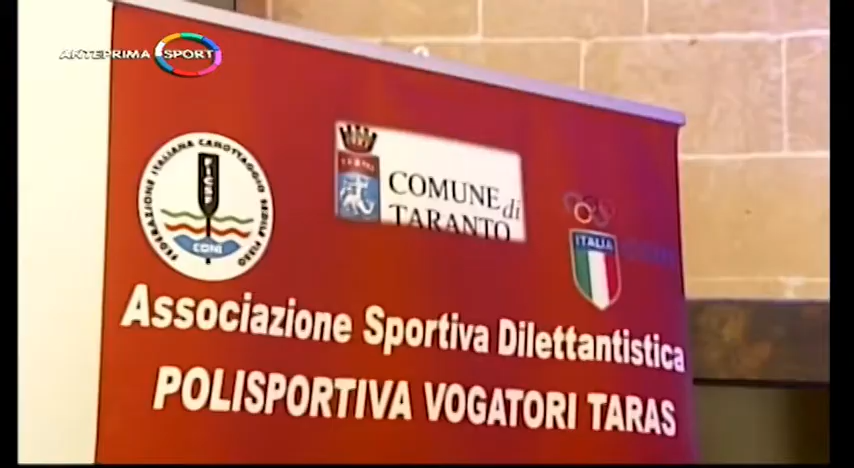 ANTEPRIMA SPORT
FEDERAZIONE ITALIANA CANOTTAGGIO SEDILE FISSO
FICSF
CONI
COMUNE di
TARANTO
ITALIA
Associazione Sportiva Dilettantistica
POLISPORTIVA VOGATORI TARAS